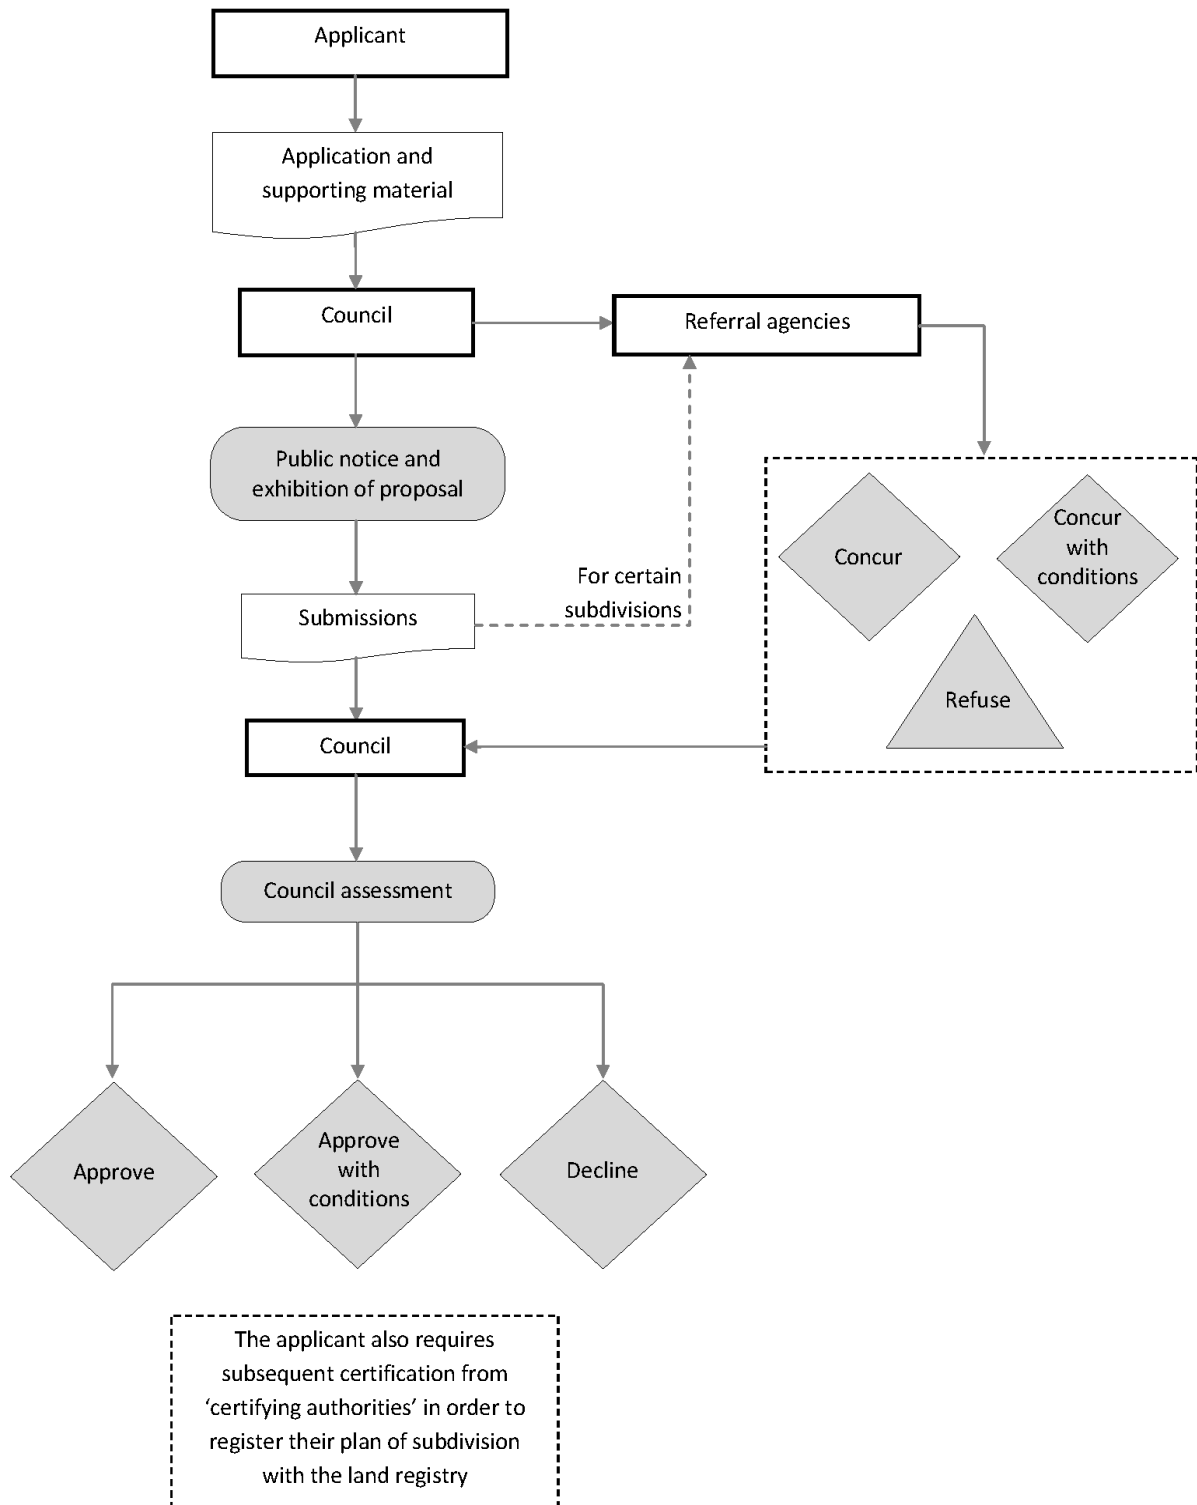 Applicant
Application and
supporting material
Council
Referral agencies
Public notice and
exhibition of proposal
Concur
Concur
with
conditions
For certain
subdivisions
Submissions
Refuse
Council
Council assessment
Approve
Approve
with
conditions
Decline
The applicant also requires
subsequent certification from
‘certifying authorities’ in order to
register their plan of subdivision
with the land registry